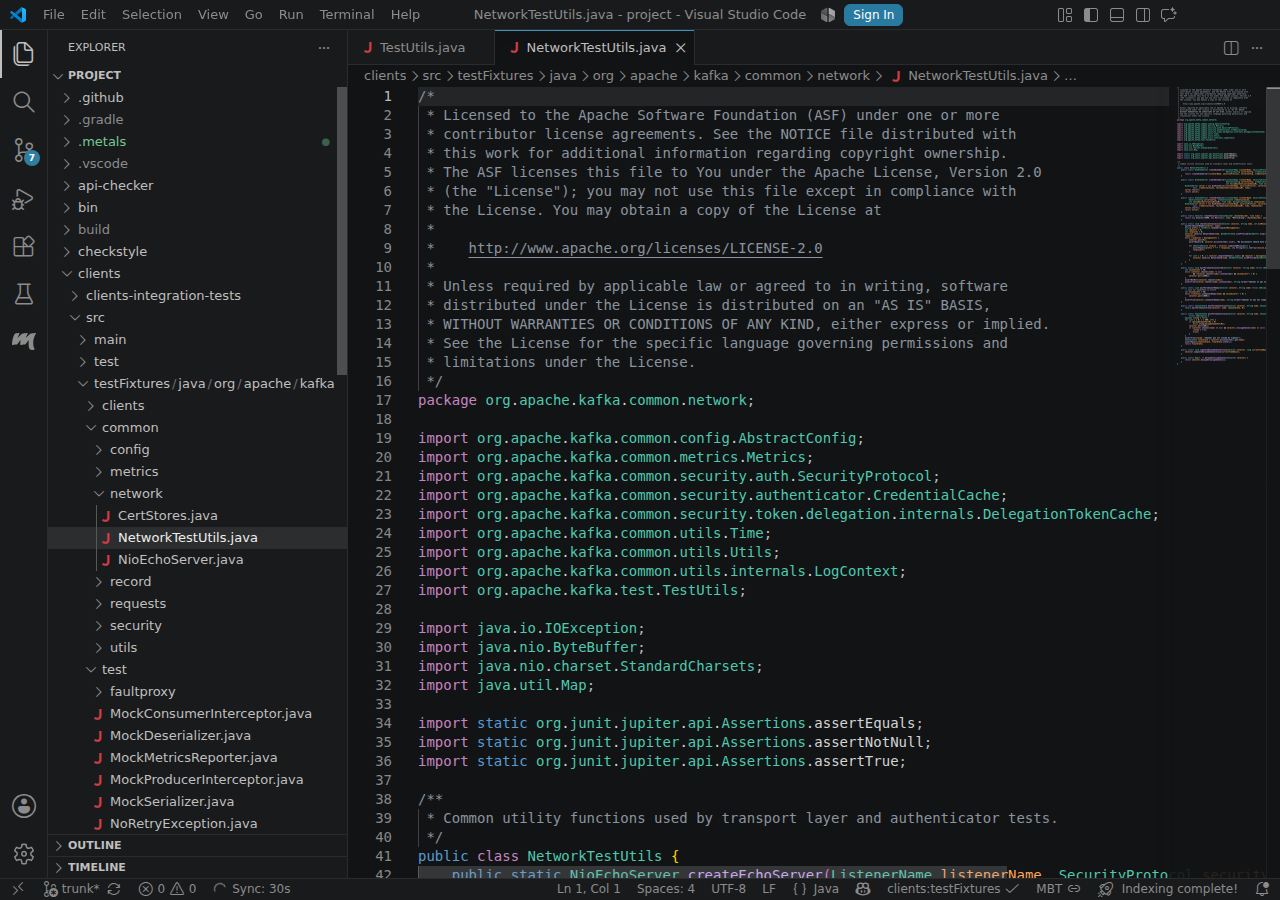 File Edit Selection View Go Run Terminal Help NetworkTestUtils.java - project - Visual Studio Code Sign In
EXPLORER
PROJECT
.github
.gradle
.metals
.vscode
api-checker
bin
build
checkstyle
clients
clients-integration-tests
src
main
test
testFixtures/java/org/apache/kafka
clients
common
config
metrics
network
CertStores.java
NetworkTestUtils.java
NioEchoServer.java
record
requests
security
utils
test
faultproxy
MockConsumerInterceptor.java
MockDeserializer.java
MockMetricsReporter.java
MockProducerInterceptor.java
MockSerializer.java
NoRetryException.java
OUTLINE
TIMELINE
7
TestUtils.java NetworkTestUtils.java
clients > src > testFixtures > java > org > apache > kafka > common > network > NetworkTestUtils.java > ...
1 /*
2 * Licensed to the Apache Software Foundation (ASF) under one or more
3 * contributor license agreements. See the NOTICE file distributed with
4 * this work for additional information regarding copyright ownership.
5 * The ASF licenses this file to You under the Apache License, Version 2.0
6 * (the "License"); you may not use this file except in compliance with
7 * the License. You may obtain a copy of the License at
8 *
9 *    http://www.apache.org/licenses/LICENSE-2.0
10 *
11 * Unless required by applicable law or agreed to in writing, software
12 * distributed under the License is distributed on an "AS IS" BASIS,
13 * WITHOUT WARRANTIES OR CONDITIONS OF ANY KIND, either express or implied.
14 * See the License for the specific language governing permissions and
15 * limitations under the License.
16 */
17 package org.apache.kafka.common.network;
18
19 import org.apache.kafka.common.config.AbstractConfig;
20 import org.apache.kafka.common.metrics.Metrics;
21 import org.apache.kafka.common.security.auth.SecurityProtocol;
22 import org.apache.kafka.common.security.authenticator.CredentialCache;
23 import org.apache.kafka.common.security.token.delegation.internals.DelegationTokenCache;
24 import org.apache.kafka.common.utils.Time;
25 import org.apache.kafka.common.utils.Utils;
26 import org.apache.kafka.common.utils.internals.LogContext;
27 import org.apache.kafka.test.TestUtils;
28
29 import java.io.IOException;
30 import java.nio.ByteBuffer;
31 import java.nio.charset.StandardCharsets;
32 import java.util.Map;
33
34 import static org.junit.jupiter.api.Assertions.assertEquals;
35 import static org.junit.jupiter.api.Assertions.assertNotNull;
36 import static org.junit.jupiter.api.Assertions.assertTrue;
37
38 /**
39 * Common utility functions used by transport layer and authenticator tests.
40 */
41 public class NetworkTestUtils {
42 public static NioEchoServer createEchoServer(ListenerName listenerName, SecurityProtocol security
trunk* 0 0 Sync: 30s Ln 1, Col 1 Spaces: 4 UTF-8 LF { } Java clients:testFixtures MBT Indexing complete!